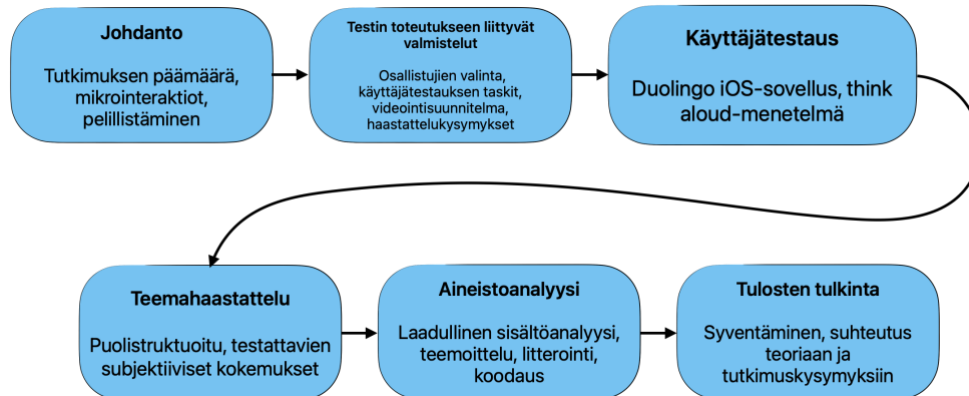 Johdanto
Tutkimuksen päämäärä,
mikrointeraktiot,
pelillistäminen
Testin toteutukseen liittyvät
valmistelut
Osallistujien valinta,
käyttäjätestauksen taskit,
videointisuunnitelma,
haastattelukysymykset
Käyttäjätestaus
Duolingo iOS-sovellus, think
aloud-menetelmä
Teemahaastattelu
Puolistruktuoitu, testattavien
subjektiiviset kokemukset
Aineistoanalyysi
Laadullinen sisältöanalyysi,
teemoittelu, litterointi,
koodaus
Tulosten tulkinta
Syventäminen, suhteutus
teoriaan ja
tutkimuskysymyksiin